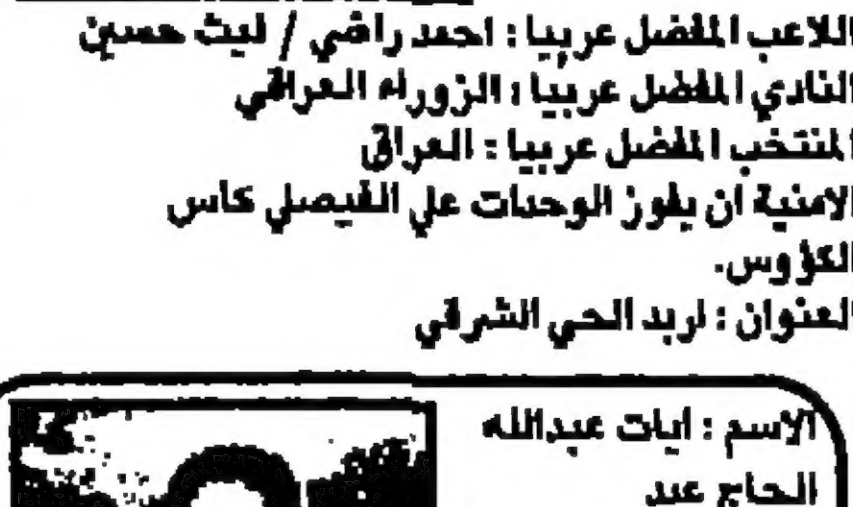 اللاعب المفضل عربيا : احمد راضي / ليث حسين
النادي المفضل عربيا : الزوراء العراقي
المنتخب المفضل عربيا : العراق
الامنية ان يفوز الوحدات علي الفيصلي كاس
الكؤوس.
العنوان : اربد الحي الشرقي
الاسم : ايات عبدالله
الحاج عبد